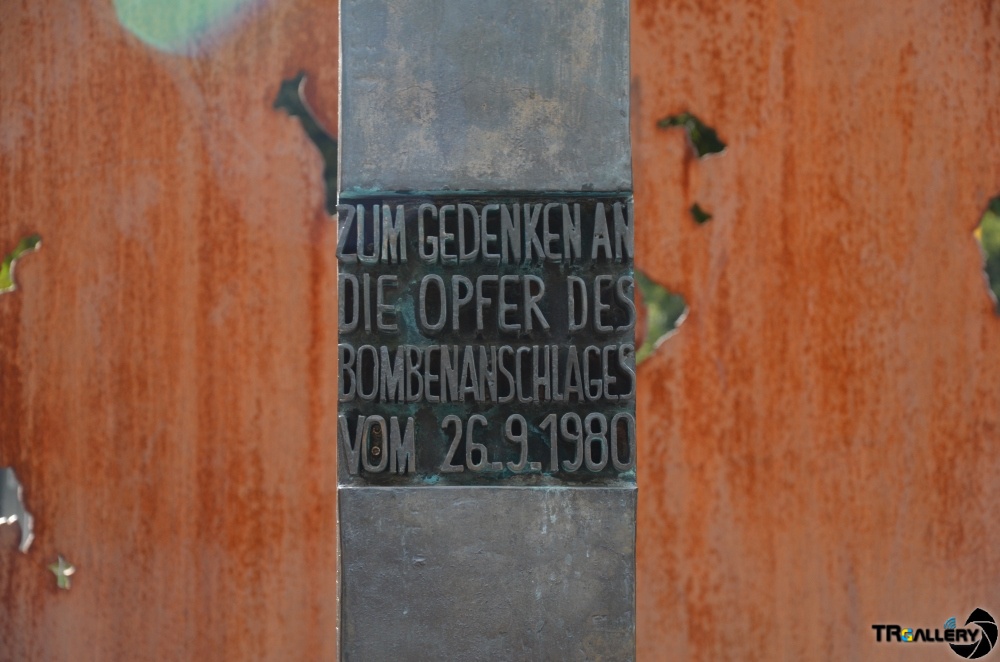 ZUM GEDENKEN AN
DIE OPFER DES
BOMBENANSCHLAGES
VOM 26.9.1980
TRGALLERY